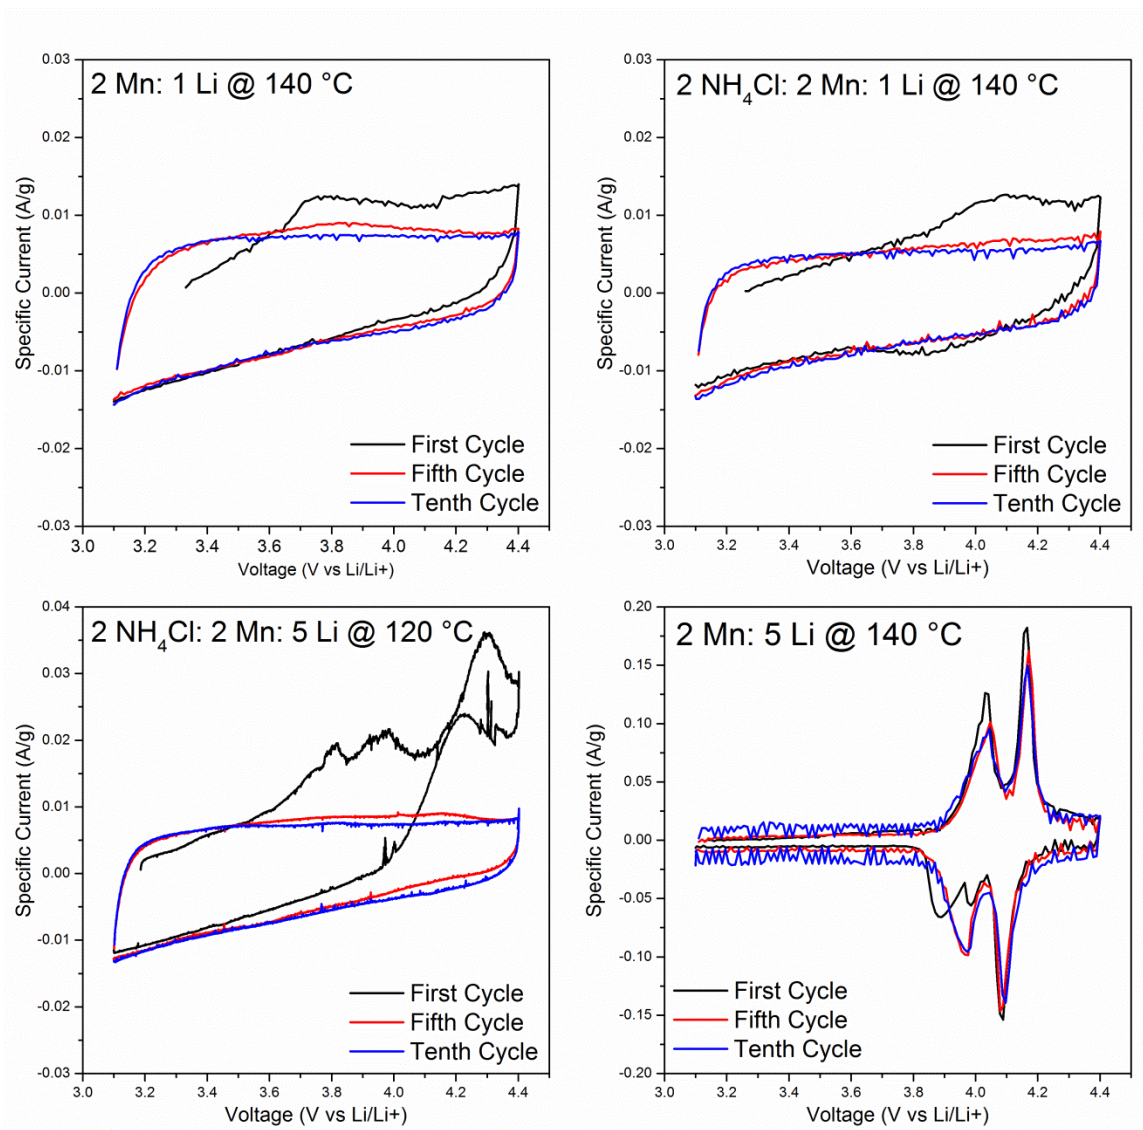 2 Mn: 1 Li @ 140 °C
0.03
0.02
0.01
0.00
-0.01
-0.02
-0.03
Specific Current (A/g)
First Cycle
Fifth Cycle
Tenth Cycle
3.0 3.2 3.4 3.6 3.8 4.0 4.2 4.4
Voltage (V vs Li/Li+)
2 NH4Cl: 2 Mn: 1 Li @ 140 °C
0.03
0.02
0.01
0.00
-0.01
-0.02
-0.03
Specific Current (A/g)
First Cycle
Fifth Cycle
Tenth Cycle
3.0 3.2 3.4 3.6 3.8 4.0 4.2 4.4
Voltage (V vs Li/Li+)
2 NH4Cl: 2 Mn: 5 Li @ 120 °C
0.04
0.03
0.02
0.01
0.00
-0.01
-0.02
-0.03
Specific Current (A/g)
First Cycle
Fifth Cycle
Tenth Cycle
3.0 3.2 3.4 3.6 3.8 4.0 4.2 4.4
Voltage (V vs Li/Li+)
2 Mn: 5 Li @ 140 °C
0.20
0.15
0.10
0.05
0.00
-0.05
-0.10
-0.15
-0.20
Specific Current (A/g)
First Cycle
Fifth Cycle
Tenth Cycle
3.0 3.2 3.4 3.6 3.8 4.0 4.2 4.4
Voltage (V vs Li/Li+)